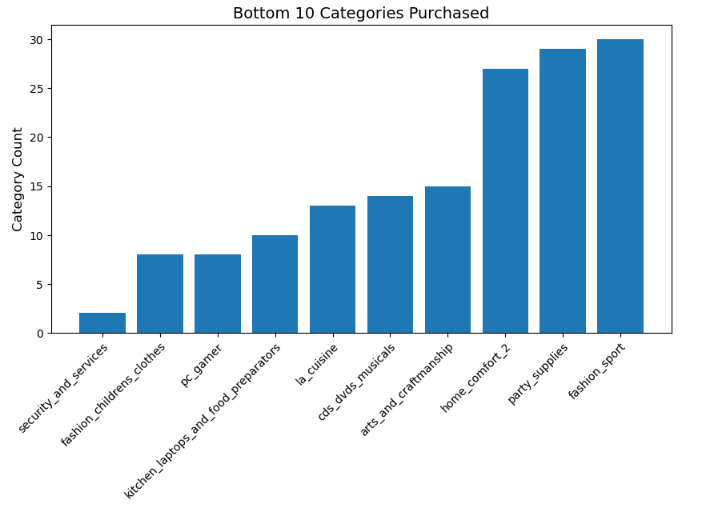 Bottom 10 Categories Purchased
Category Count
30
25
20
15
10
5
0
security_and_services
fashion_childrens_clothes
pc_gamer
kitchen_laptops_and_food_preparators
la_cuisine
cds_dvds_musicals
arts_and_craftmanship
home_comfort_2
party_supplies
fashion_sport